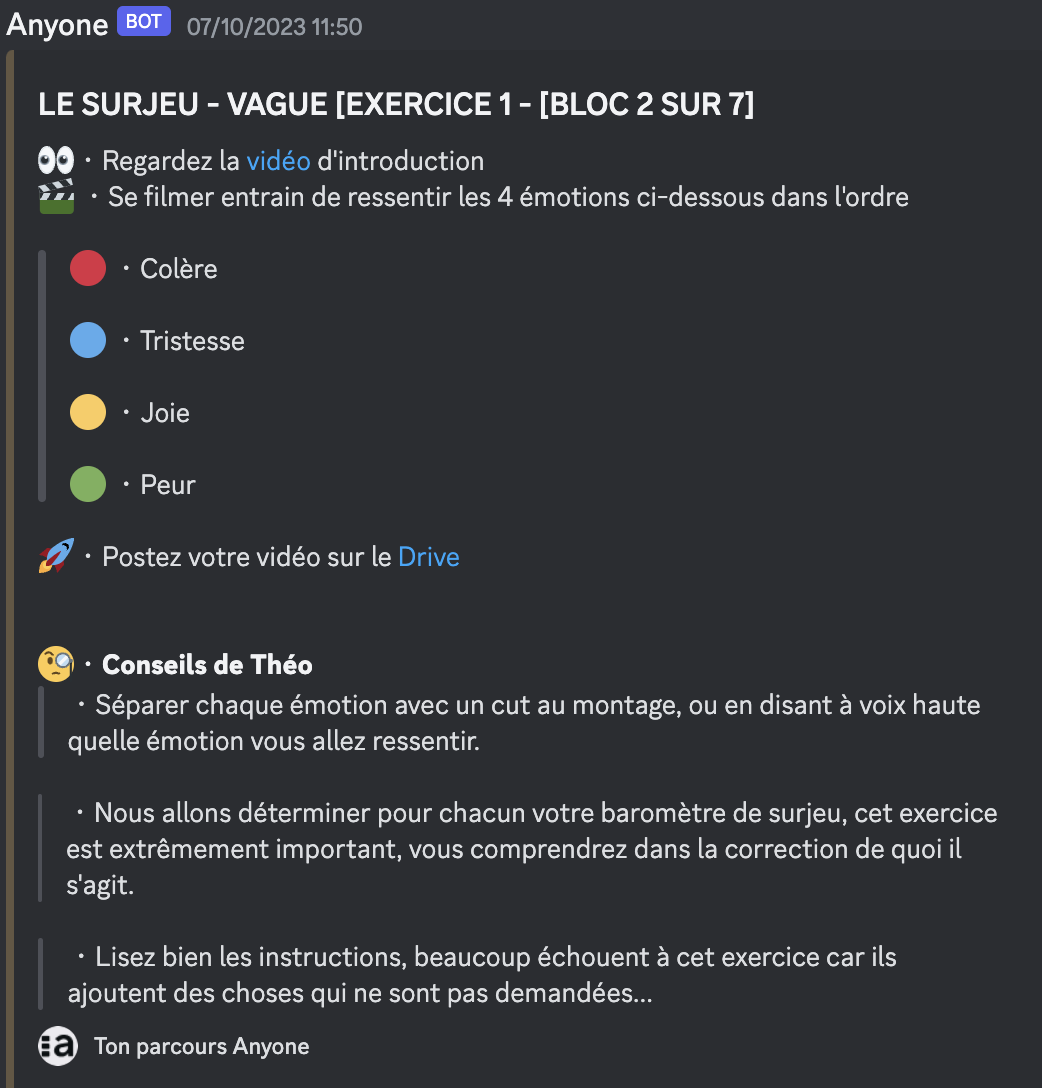 Anyone BOT 07/10/2023 11:50
LE SURJEU - VAGUE [EXERCICE 1 - [BLOC 2 SUR 7]
· Regardez la vidéo d'introduction
· Se filmer entrain de ressentir les 4 émotions ci-dessous dans l'ordre
· Colère
· Tristesse
· Joie
· Peur
· Postez votre vidéo sur le Drive
· Conseils de Théo
· Séparer chaque émotion avec un cut au montage, ou en disant à voix haute
quelle émotion vous allez ressentir.
· Nous allons déterminer pour chacun votre baromètre de surjeu, cet exercice
est extrêmement important, vous comprendrez dans la correction de quoi il
s'agit.
· Lisez bien les instructions, beaucoup échouent à cet exercice car ils
ajoutent des choses qui ne sont pas demandées...
:a Ton parcours Anyone